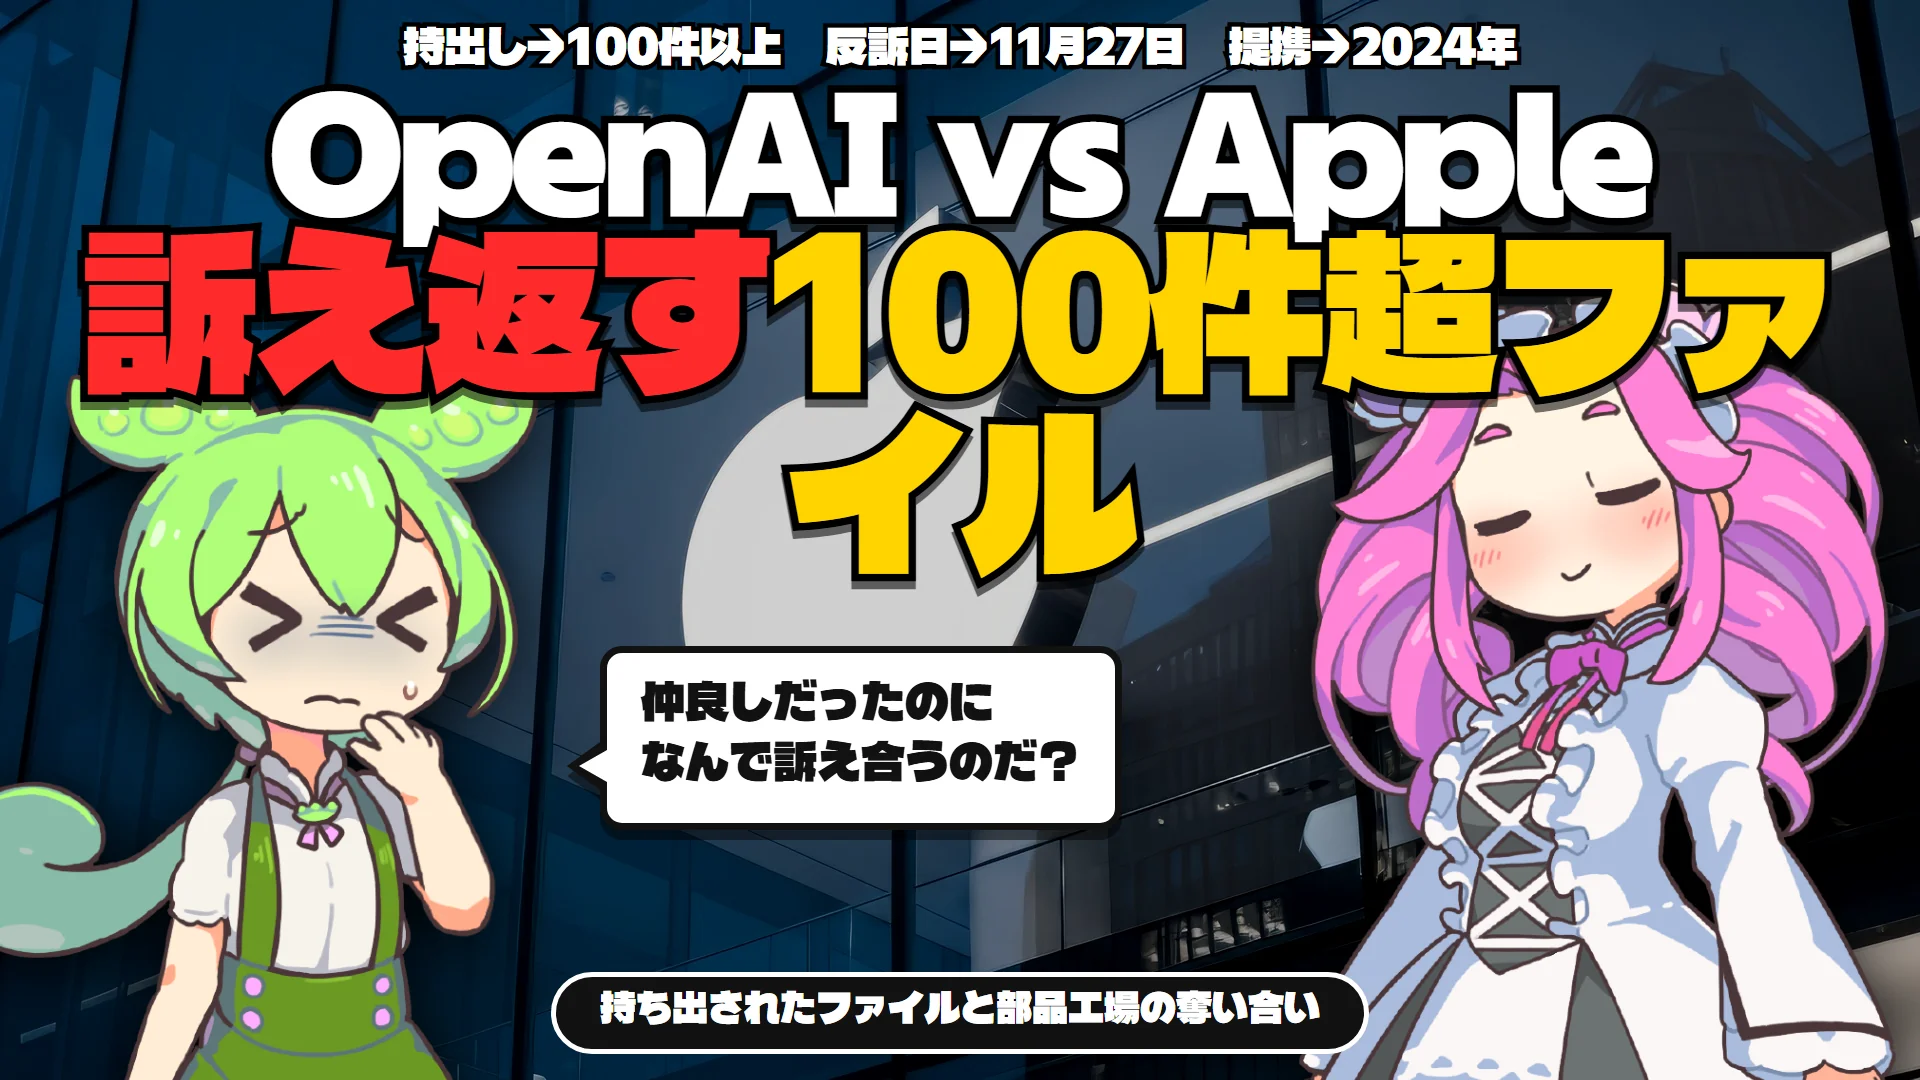 持出し→100件以上　反訴日→11月27日　提携→2024年
OpenAI vs Apple
訴え返す100件超ファ
イル
仲良しだったのに
なんで訴え合うのだ？
持ち出されたファイルと部品工場の奪い合い